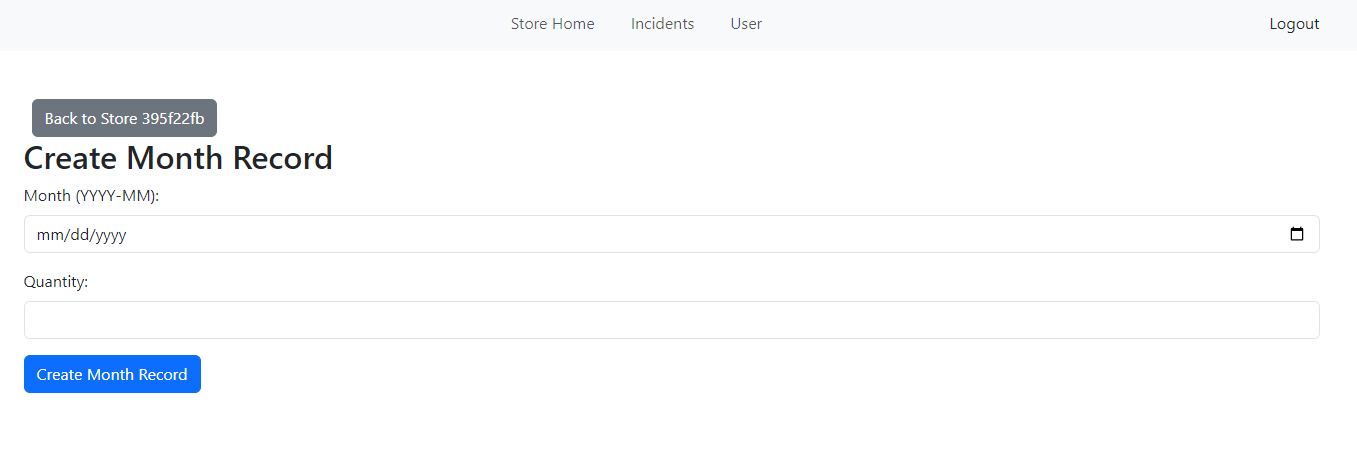 Store Home Incidents User Logout
Back to Store 395f22fb
Create Month Record
Month (YYYY-MM):
mm/dd/yyyy
Quantity:
Create Month Record